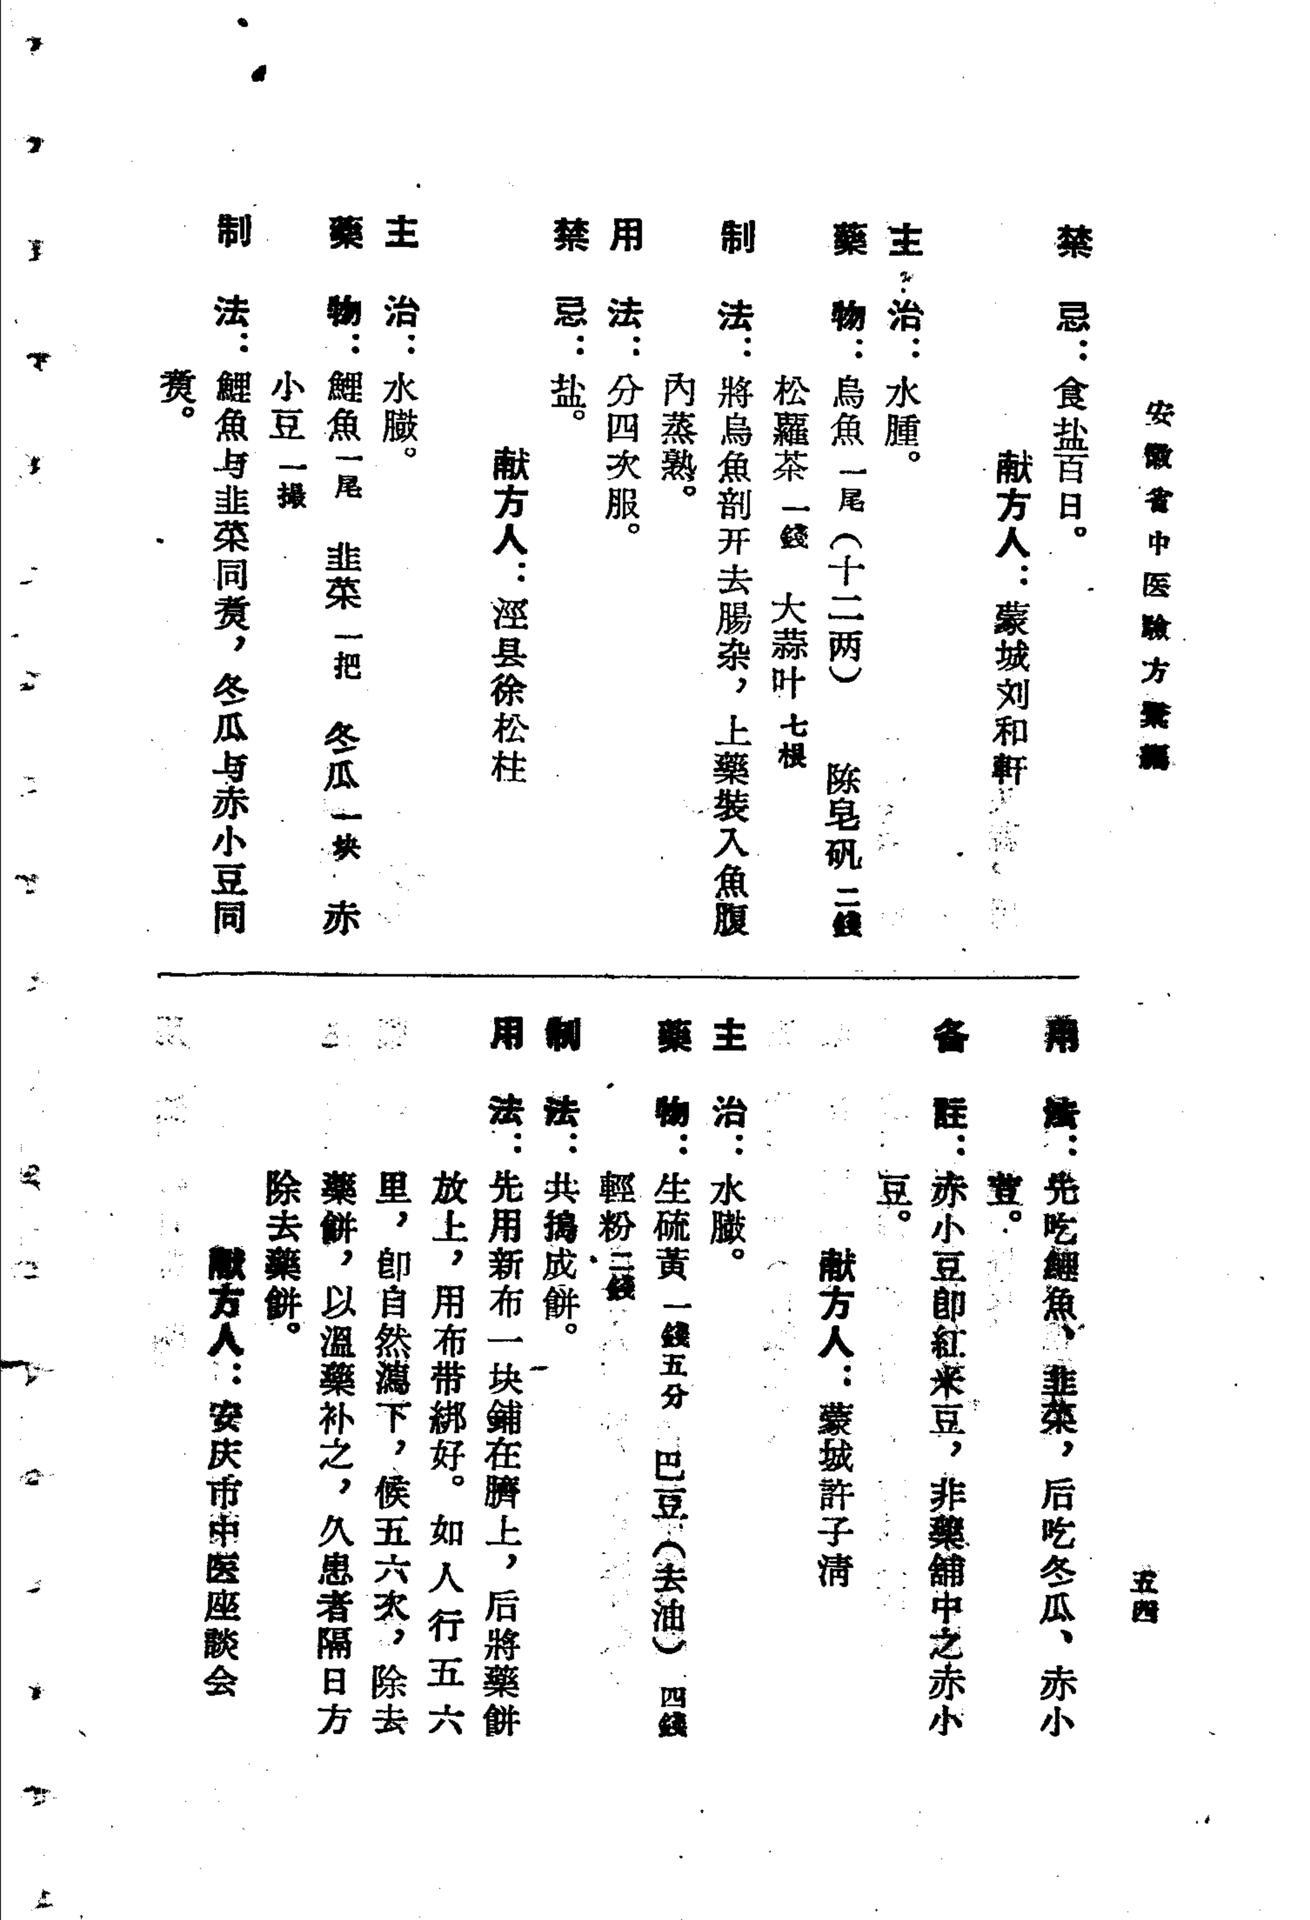 安徽省中医驗方彙編
五四
禁忌：食盐百日。
献方人：蒙城刘和軒
主治：水腫。
藥物：烏魚一尾（十二两） 陈皂矾二錢
松蘿茶一錢 大蒜叶七根
制法：將烏魚剖开去腸杂，上藥裝入魚腹
內蒸熟。
用法：分四次服。
禁忌：盐。
献方人：涇县徐松柱
主治：水臌。
藥物：鯉魚一尾 韭菜一把 冬瓜一块 赤
小豆一撮
制法：鯉魚与韭菜同煑，冬瓜与赤小豆同
煑。
用法：先吃鯉魚、韭菜，后吃冬瓜、赤小
荳。
备註：赤小豆卽紅米豆，非藥舖中之赤小
豆。
献方人：蒙城許子淸
主治：水臌。
藥物：生硫黃一錢五分 巴豆（去油）四錢
輕粉二錢
制法：共搗成餅。
用法：先用新布一块鋪在臍上，后將藥餅
放上，用布带綁好。如人行五六
里，卽自然瀉下，候五六次，除去
藥餅，以溫藥补之，久患者隔日方
除去藥餅。
献方人：安庆市中医座談会